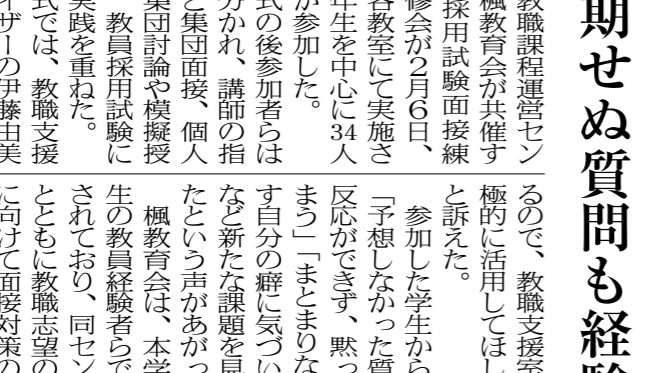 期せぬ質問も経験
教職課程運営セン
楓教育会が共催す
採用試験面接練
修会が2月6日、
各教室にて実施さ
年生を中心に34人
が参加した。
式の後参加者らは
分かれ、講師の指
と集団面接、個人
集団討論や模擬授
教員採用試験に
実践を重ねた。
式では、教職支援
イザーの伊藤由美
るので、教職支援室
極的に活用してほし
と訴えた。
参加した学生から
「予想しなかった質
反応ができず、黙っ
まう」「まとまりな
す自分の癖に気づい
など新たな課題を見
たという声があがっ
楓教育会は、本学
生の教員経験者らで
されており、同セン
とともに教職志望の
に向けて面接対策の